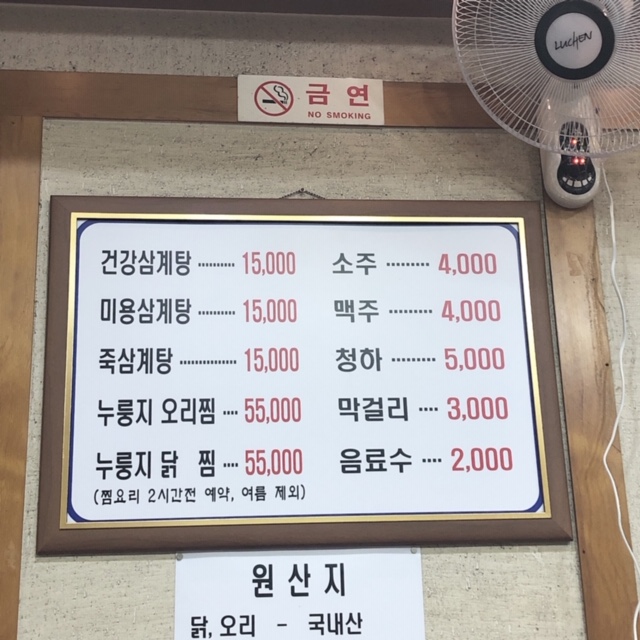 LUCHEN
금연
NO SMOKING
건강삼계탕 ·········· 15,000
미용삼계탕 ·········· 15,000
죽삼계탕 ·············· 15,000
누룽지 오리찜 ···· 55,000
누룽지 닭 찜 ···· 55,000
(찜요리 2시간전 예약, 여름 제외)
소주 ········· 4,000
맥주 ········· 4,000
청하 ········· 5,000
막걸리 ···· 3,000
음료수 ···· 2,000
원산지
닭, 오리 - 국내산